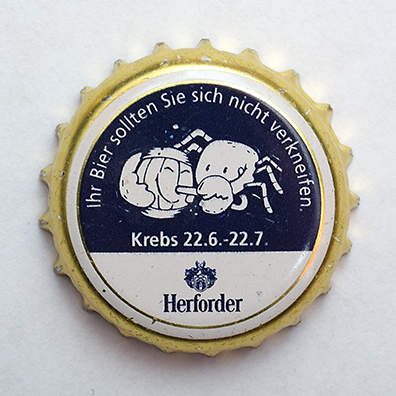 Ihr Bier sollten Sie sich nicht verkneifen.
Krebs 22.6.-22.7.
Herforder